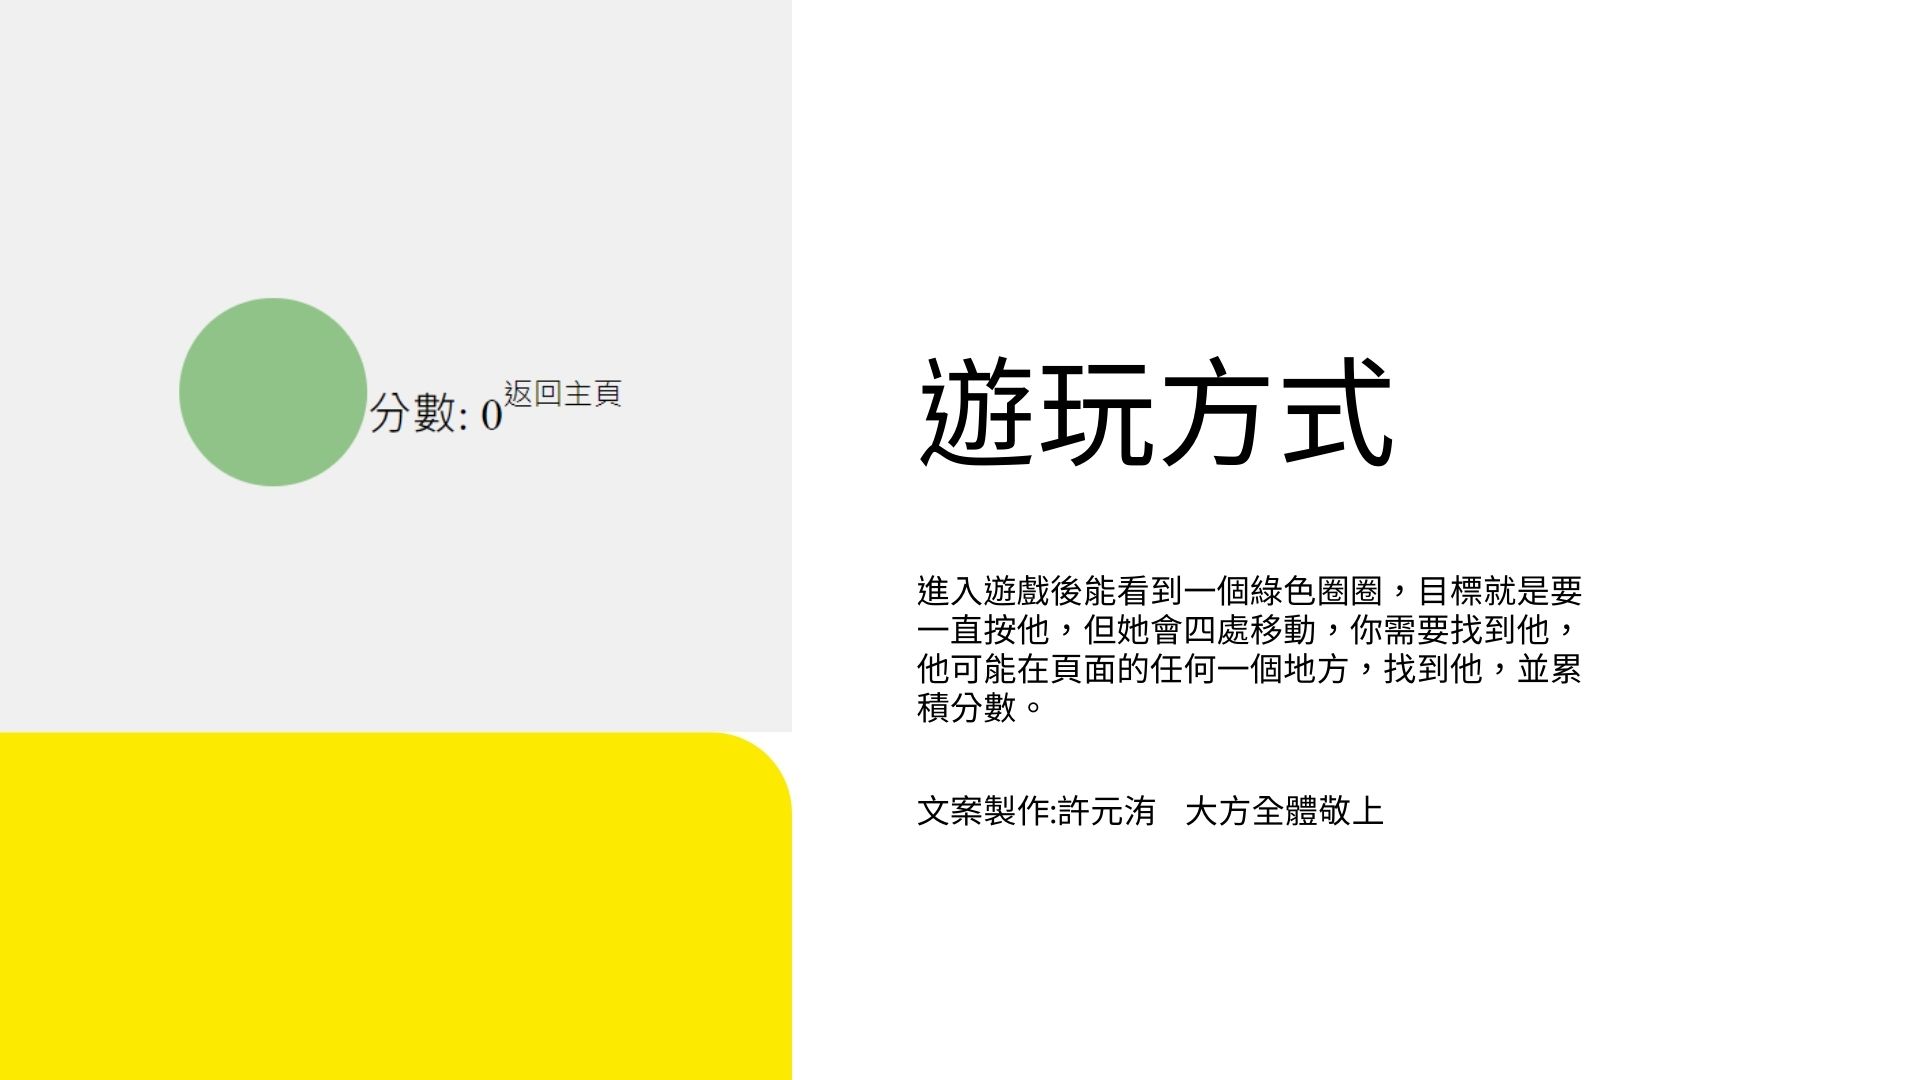 分數: 0返回主頁
遊玩方式
進入遊戲後能看到一個綠色圈圈，目標就是要
一直按他，但她會四處移動，你需要找到他，
他可能在頁面的任何一個地方，找到他，並累
積分數。
文案製作:許元洧　大方全體敬上